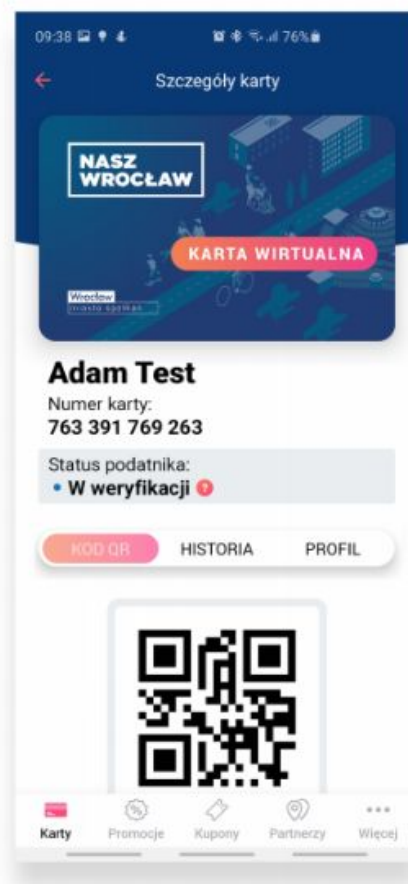 09:38 76%
Szczegóły karty
NASZ
WROCŁAW
KARTA WIRTUALNA
Wrocław
miasto spotkań
Adam Test
Numer karty:
763 391 769 263
Status podatnika:
• W weryfikacji ?
KOD QR HISTORIA PROFIL
Karty Promocje Kupony Partnerzy Więcej